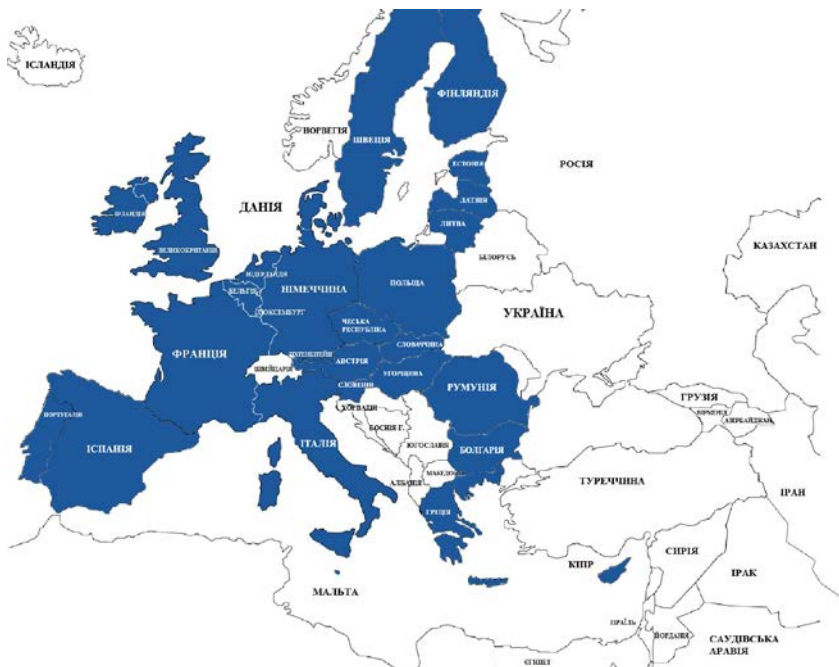 ІСЛАНДІЯ
ФІНЛЯНДІЯ
НОРВЕГІЯ
ШВЕЦІЯ
РОСІЯ
ЕСТОНІЯ
ДАНІЯ
ЛАТВІЯ
ІРЛАНДІЯ
ЛИТВА
КАЗАХСТАН
ВЕЛИКОБРИТАНІЯ
БІЛОРУСЬ
НІДЕРЛАНДИ
НІМЕЧЧИНА
ПОЛЬЩА
БЕЛЬГІЯ
ЛЮКСЕМБУРГ
УКРАЇНА
ЧЕСЬКА
РЕСПУБЛІКА
СЛОВАЧЧИНА
ФРАНЦІЯ
ЛІХТЕНШТЕЙН
АВСТРІЯ
ШВЕЙЦАРІЯ
УГОРЩИНА
СЛОВЕНІЯ
РУМУНІЯ
ХОРВАТІЯ
ГРУЗІЯ
ПОРТУГАЛІЯ
ВІРМЕНІЯ
АЗЕРБАЙДЖАН
БОСНІЯ Г.
ІСПАНІЯ
ІТАЛІЯ
ЮГОСЛАВІЯ
БОЛГАРІЯ
МАКЕДОНІЯ
АЛБАНІЯ
ТУРЕЧЧИНА
ІРАН
ГРЕЦІЯ
СИРІЯ
КІПР
ІРАК
МАЛЬТА
ІЗРАЇЛЬ
ЙОРДАНІЯ
САУДІВСЬКА
АРАВІЯ
ЄГИПЕТ